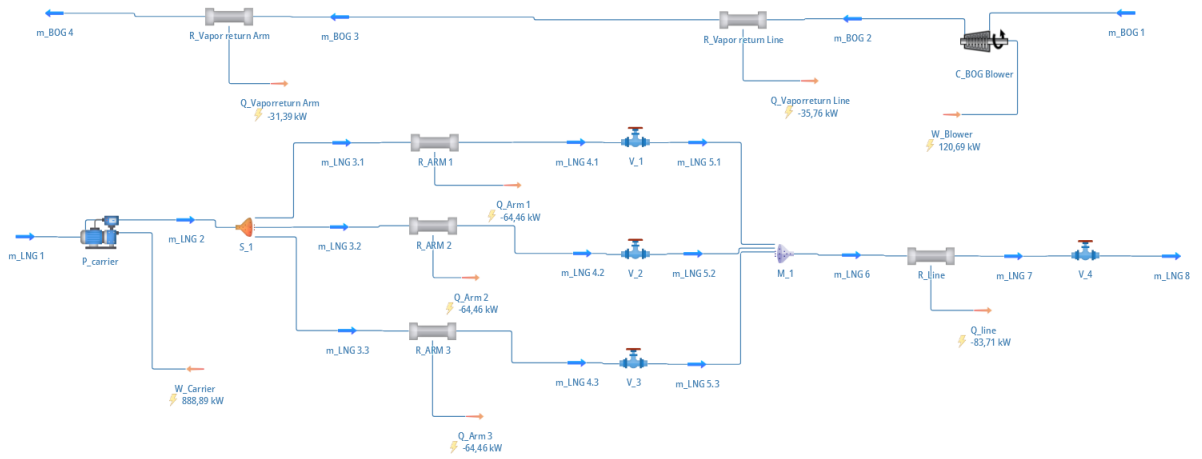 m_BOG 4
R_Vapor return Arm
m_BOG 3
R_Vapor return Line
m_BOG 2
m_BOG 1
C_BOG Blower
Q_Vaporreturn Arm
-31,39 kW
Q_Vaporreturn Line
-35,76 kW
W_Blower
120,69 kW
m_LNG 3.1
R_ARM 1
m_LNG 4.1
V_1
m_LNG 5.1
Q_Arm 1
-64,46 kW
m_LNG 1
P_carrier
m_LNG 2
S_1
m_LNG 3.2
R_ARM 2
m_LNG 4.2
V_2
m_LNG 5.2
M_1
m_LNG 6
R_Line
m_LNG 7
V_4
m_LNG 8
Q_Arm 2
-64,46 kW
Q_line
-83,71 kW
m_LNG 3.3
R_ARM 3
m_LNG 4.3
V_3
m_LNG 5.3
W_Carrier
888,89 kW
Q_Arm 3
-64,46 kW